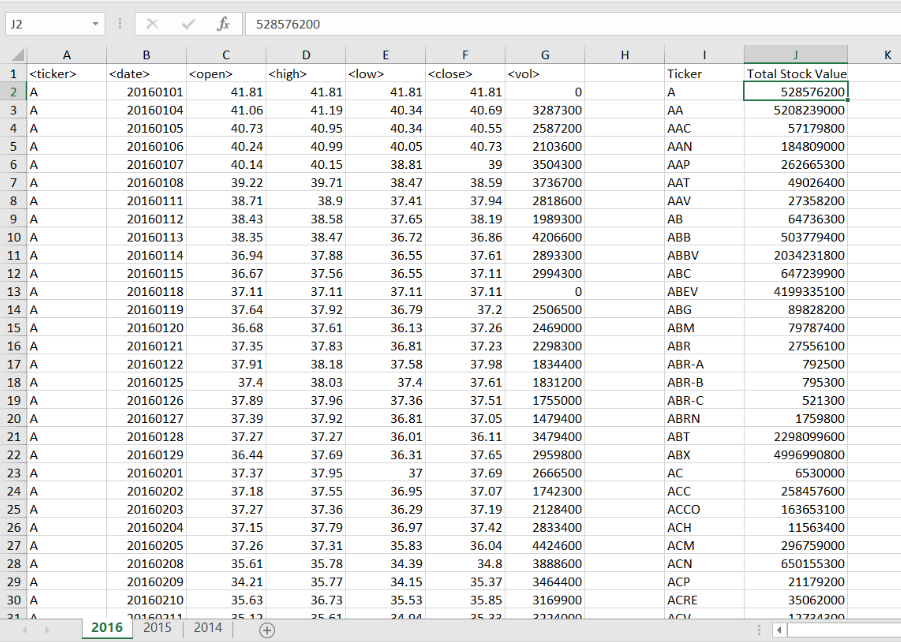 J2 fx 528576200
A B C D E F G H I J K
1 <ticker> <date> <open> <high> <low> <close> <vol> Ticker Total Stock Value
2 A 20160101 41.81 41.81 41.81 41.81 0 A 528576200
3 A 20160104 41.06 41.19 40.34 40.69 3287300 AA 5208239000
4 A 20160105 40.73 40.95 40.34 40.55 2587200 AAC 57179800
5 A 20160106 40.24 40.99 40.05 40.73 2103600 AAN 184809000
6 A 20160107 40.14 40.15 38.81 39 3504300 AAP 262665300
7 A 20160108 39.22 39.71 38.47 38.59 3736700 AAT 49026400
8 A 20160111 38.71 38.9 37.41 37.94 2818600 AAV 27358200
9 A 20160112 38.43 38.58 37.65 38.19 1989300 AB 64736300
10 A 20160113 38.35 38.47 36.72 36.86 4206600 ABB 503779400
11 A 20160114 36.94 37.88 36.55 37.61 2893300 ABBV 2034231800
12 A 20160115 36.67 37.56 36.55 37.11 2994300 ABC 647239900
13 A 20160118 37.11 37.11 37.11 37.11 0 ABEV 4199335100
14 A 20160119 37.64 37.92 36.79 37.2 2506500 ABG 89828200
15 A 20160120 36.68 37.61 36.13 37.26 2469000 ABM 79787400
16 A 20160121 37.35 37.83 36.81 37.23 2298300 ABR 27556100
17 A 20160122 37.91 38.18 37.58 37.98 1834400 ABR-A 792500
18 A 20160125 37.4 38.03 37.4 37.61 1831200 ABR-B 795300
19 A 20160126 37.89 37.96 37.36 37.51 1755000 ABR-C 521300
20 A 20160127 37.39 37.92 36.81 37.05 1479400 ABRN 1759800
21 A 20160128 37.27 37.27 36.01 36.11 3479400 ABT 2298099600
22 A 20160129 36.44 37.69 36.31 37.65 2959800 ABX 4996990800
23 A 20160201 37.37 37.95 37 37.69 2666500 AC 6530000
24 A 20160202 37.18 37.55 36.95 37.07 1742300 ACC 258457600
25 A 20160203 37.27 37.36 36.29 37.19 2128400 ACCO 163653100
26 A 20160204 37.15 37.79 36.97 37.42 2833400 ACH 11563400
27 A 20160205 37.26 37.31 35.83 36.04 4424600 ACM 296759000
28 A 20160208 35.61 35.78 34.39 34.8 3888600 ACN 650155300
29 A 20160209 34.21 35.77 34.15 35.37 3464400 ACP 21179200
30 A 20160210 35.63 36.73 35.53 35.85 3169900 ACRE 35062000
31 A 20160211
2016 2015 2014